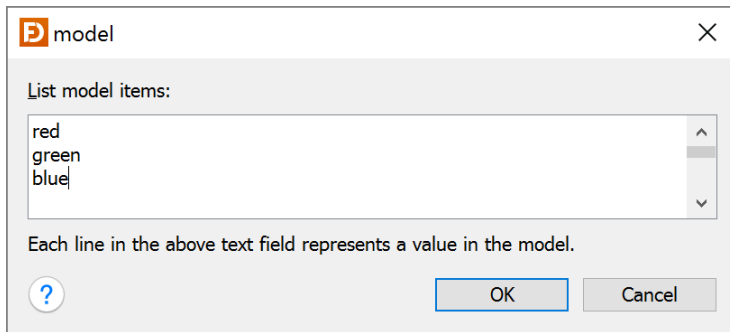 model
List model items:
red
green
blue
Each line in the above text field represents a value in the model.
?
OK
Cancel